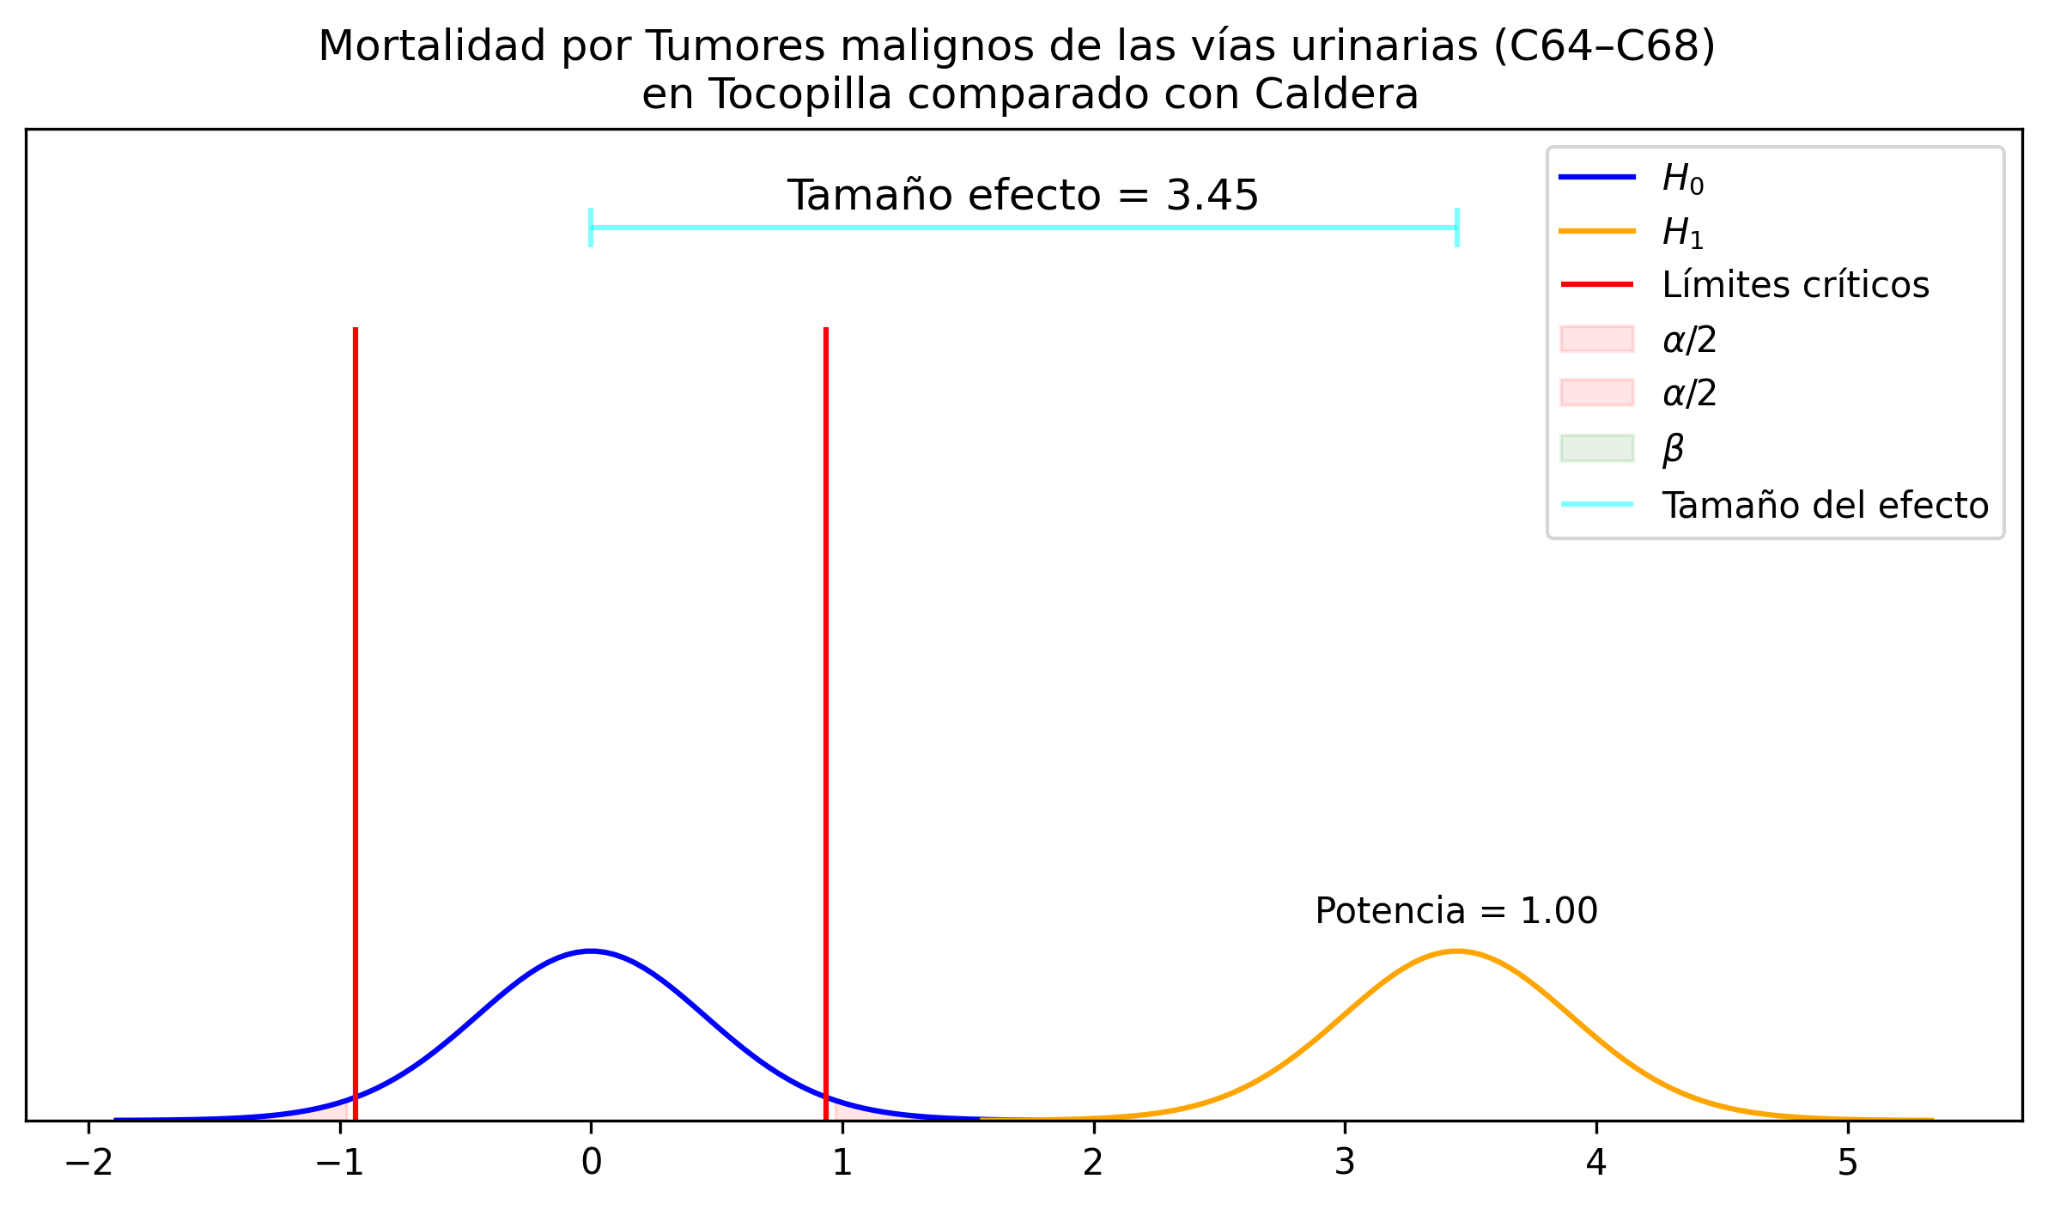 Mortalidad por Tumores malignos de las vías urinarias (C64–C68)
en Tocopilla comparado con Caldera
Tamaño efecto = 3.45
H₀
H₁
Límites críticos
α/2
α/2
β
Tamaño del efecto
Potencia = 1.00
−2 −1 0 1 2 3 4 5